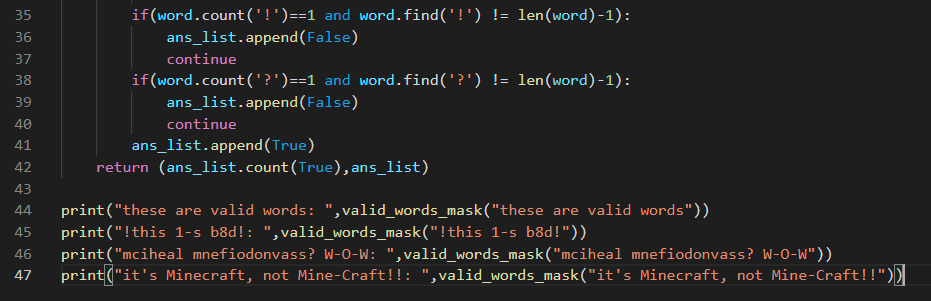 35 if(word.count('!')==1 and word.find('!') != len(word)-1):
36 ans_list.append(False)
37 continue
38 if(word.count('?')==1 and word.find('?') != len(word)-1):
39 ans_list.append(False)
40 continue
41 ans_list.append(True)
42 return (ans_list.count(True),ans_list)
43
44 print("these are valid words: ",valid_words_mask("these are valid words"))
45 print("!this 1-s b8d!: ",valid_words_mask("!this 1-s b8d!"))
46 print("mciheal mnefiodonvass? W-O-W: ",valid_words_mask("mciheal mnefiodonvass? W-O-W"))
47 print("it's Minecraft, not Mine-Craft!!: ",valid_words_mask("it's Minecraft, not Mine-Craft!!"))